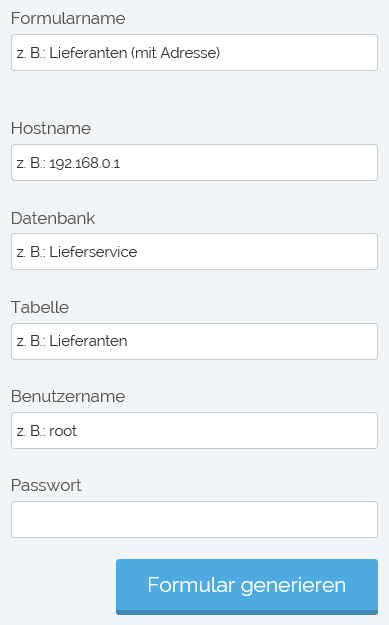 Formularname
z. B.: Lieferanten (mit Adresse)
Hostname
z. B.: 192.168.0.1
Datenbank
z. B.: Lieferservice
Tabelle
z. B.: Lieferanten
Benutzername
z. B.: root
Passwort
Formular generieren